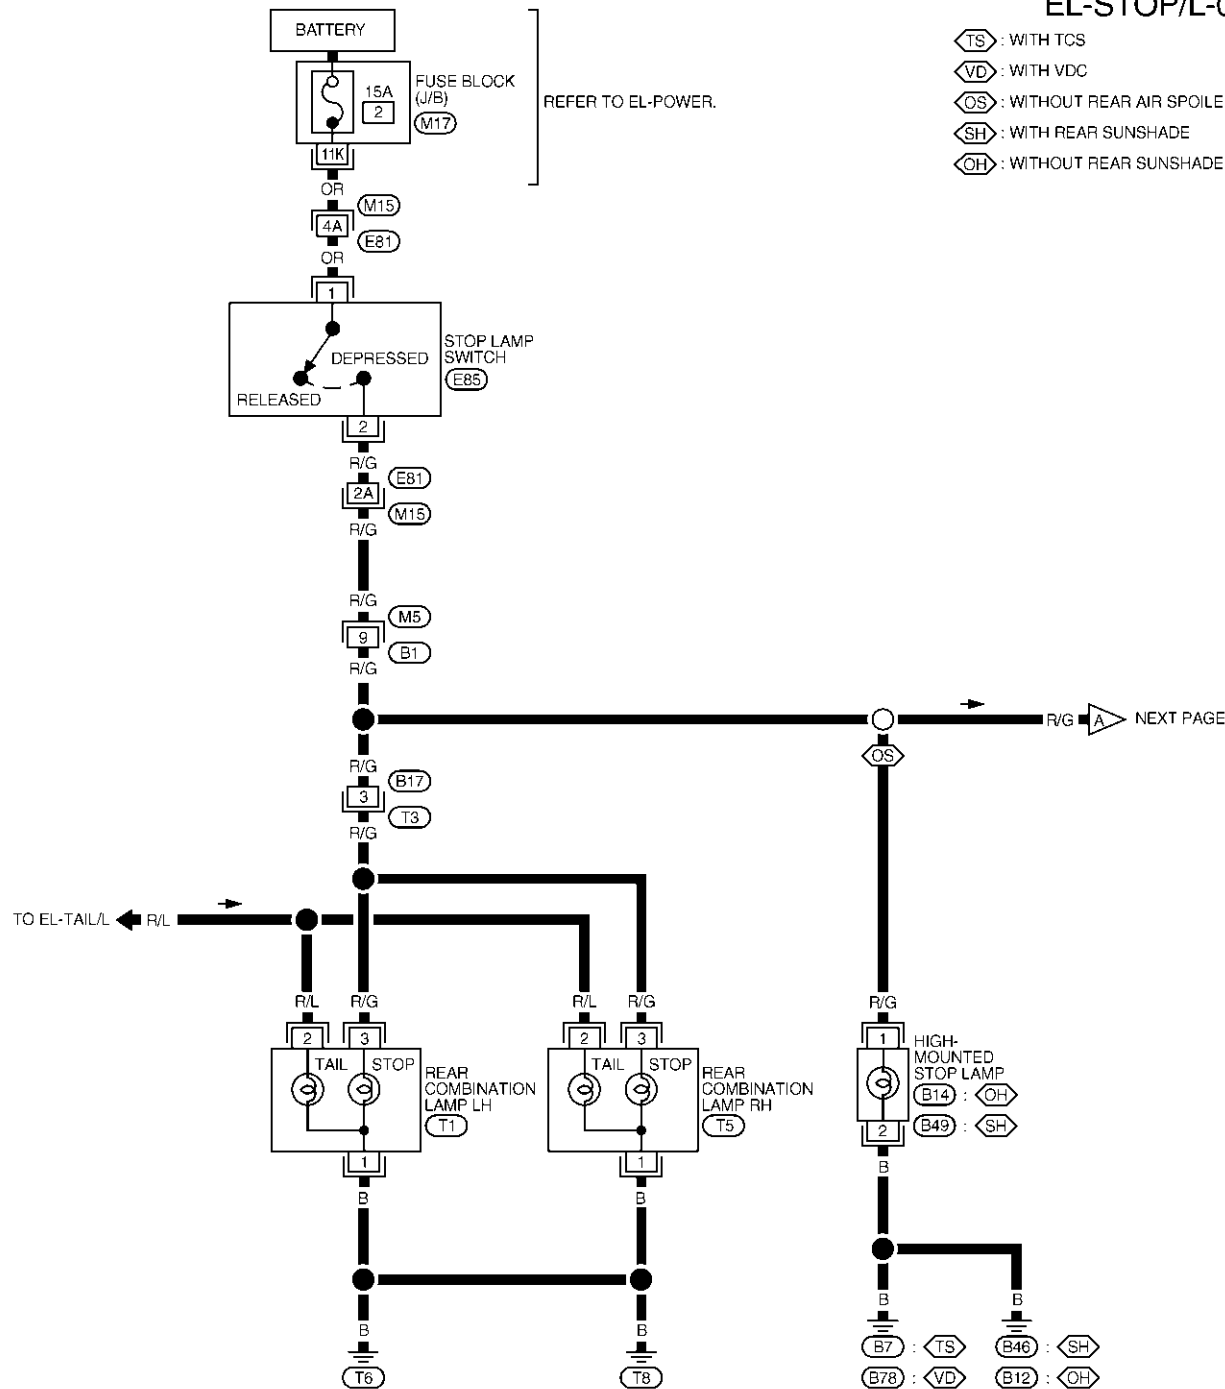 EL-STOP/L-
BATTERY
TS : WITH TCS
VD : WITH VDC
OS : WITHOUT REAR AIR SPOILE
SH : WITH REAR SUNSHADE
OH : WITHOUT REAR SUNSHADE
15A
2
FUSE BLOCK
(J/B)
M17
REFER TO EL-POWER.
11K
OR
M15
4A
E81
OR
1
STOP LAMP
SWITCH
E85
DEPRESSED
RELEASED
2
R/G
E81
2A
M15
R/G
R/G
M5
9
B1
R/G
R/G
A
NEXT PAGE
OS
R/G
B17
3
T3
R/G
TO EL-TAIL/L
R/L
R/L
R/G
R/L
R/G
R/G
2
3
2
3
1
TAIL
STOP
TAIL
STOP
REAR
COMBINATION
LAMP LH
T1
REAR
COMBINATION
LAMP RH
T5
HIGH-
MOUNTED
STOP LAMP
B14 : OH
B49 : SH
1
1
2
B
B
B
B
B
B
B
T6
T8
B7 : TS
B46 : SH
B78 : VD
B12 : OH